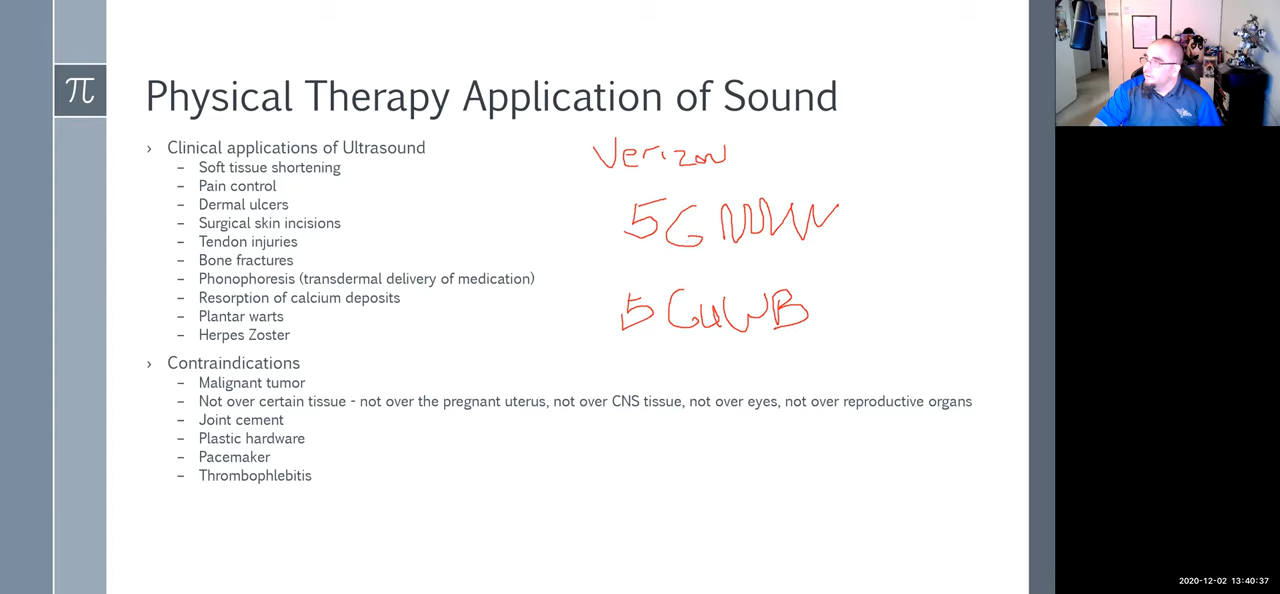 π
Physical Therapy Application of Sound
› Clinical applications of Ultrasound
– Soft tissue shortening
– Pain control
– Dermal ulcers
– Surgical skin incisions
– Tendon injuries
– Bone fractures
– Phonophoresis (transdermal delivery of medication)
– Resorption of calcium deposits
– Plantar warts
– Herpes Zoster
› Contraindications
– Malignant tumor
– Not over certain tissue - not over the pregnant uterus, not over CNS tissue, not over eyes, not over reproductive organs
– Joint cement
– Plastic hardware
– Pacemaker
– Thrombophlebitis
Verizon
5G
5GUWB
2020-12-02 13:40:37